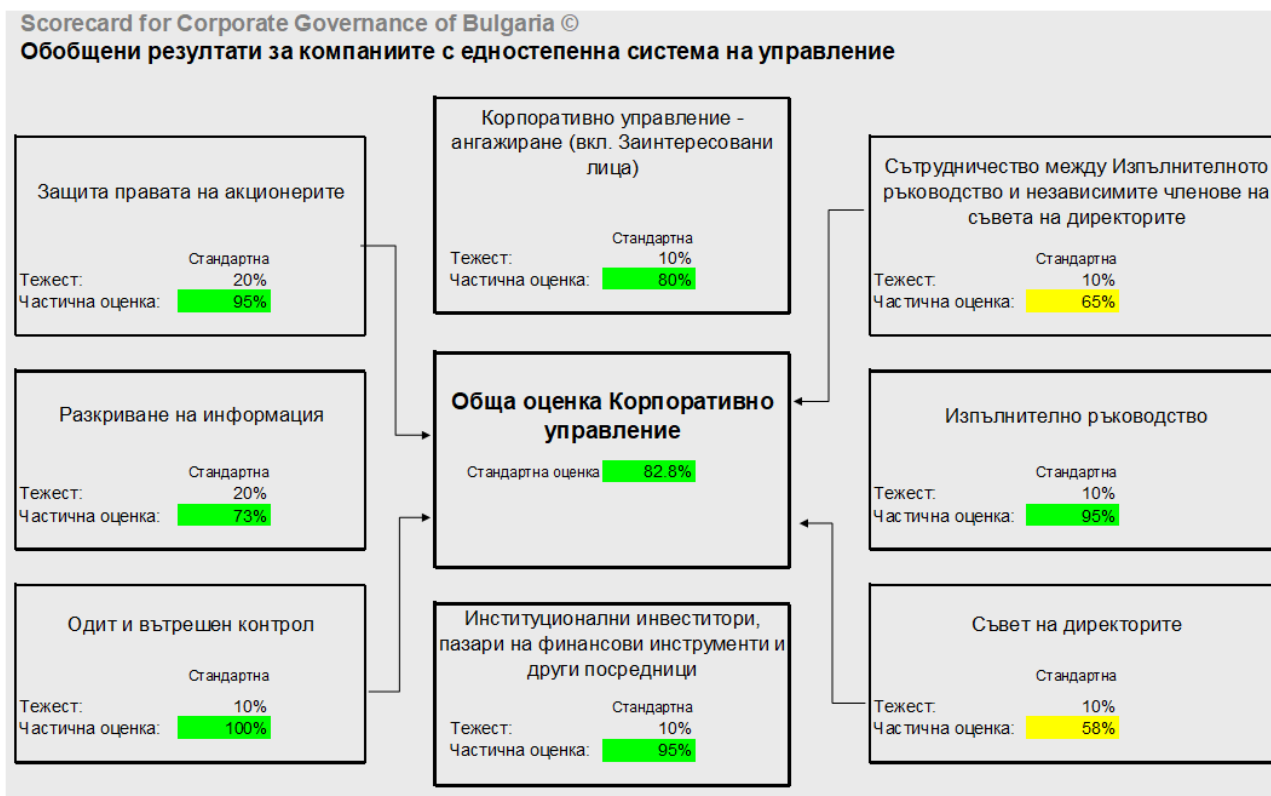 Scorecard for Corporate Governance of Bulgaria ©
Обобщени резултати за компаниите с едностепенна система на управление
Корпоративно управление -
ангажиране (вкл. Заинтересовани
лица)
Стандартна
Тежест: 10%
Частична оценка: 80%
Защита правата на акционерите
Стандартна
Тежест: 20%
Частична оценка: 95%
Сътрудничество между Изпълнителното
ръководство и независимите членове на
съвета на директорите
Стандартна
Тежест: 10%
Частична оценка: 65%
Разкриване на информация
Стандартна
Тежест: 20%
Частична оценка: 73%
Обща оценка Корпоративно
управление
Стандартна оценка 82.8%
Изпълнително ръководство
Стандартна
Тежест: 10%
Частична оценка: 95%
Одит и вътрешен контрол
Стандартна
Тежест: 10%
Частична оценка: 100%
Институционални инвеститори,
пазари на финансови инструменти и
други посредници
Стандартна
Тежест: 10%
Частична оценка: 95%
Съвет на директорите
Стандартна
Тежест: 10%
Частична оценка: 58%